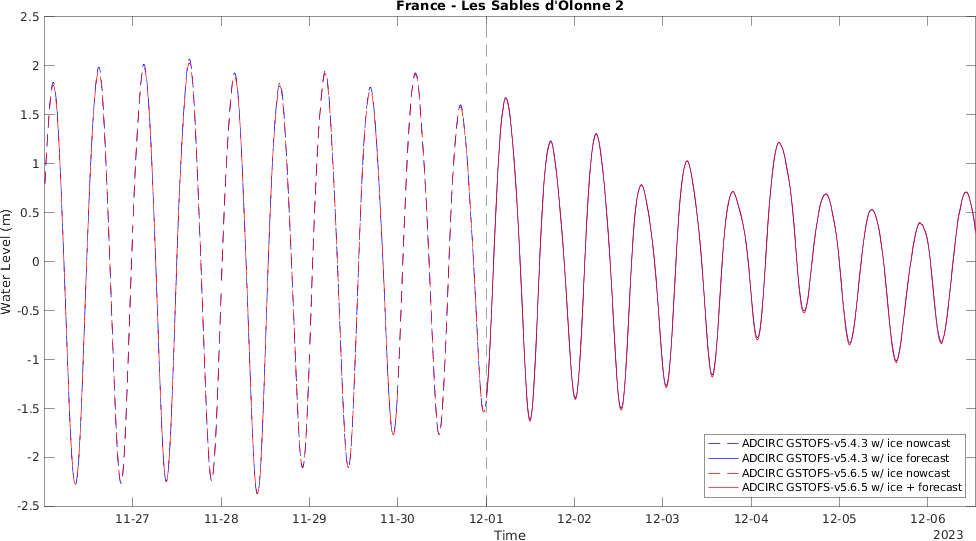 France - Les Sables d'Olonne 2
2.5
2
1.5
1
0.5
0
-0.5
-1
-1.5
-2
-2.5
Water Level (m)
ADCIRC GSTOFS-v5.4.3 w/ ice nowcast
ADCIRC GSTOFS-v5.4.3 w/ ice forecast
ADCIRC GSTOFS-v5.6.5 w/ ice nowcast
ADCIRC GSTOFS-v5.6.5 w/ ice + forecast
11-27 11-28 11-29 11-30 12-01 12-02 12-03 12-04 12-05 12-06
Time
2023